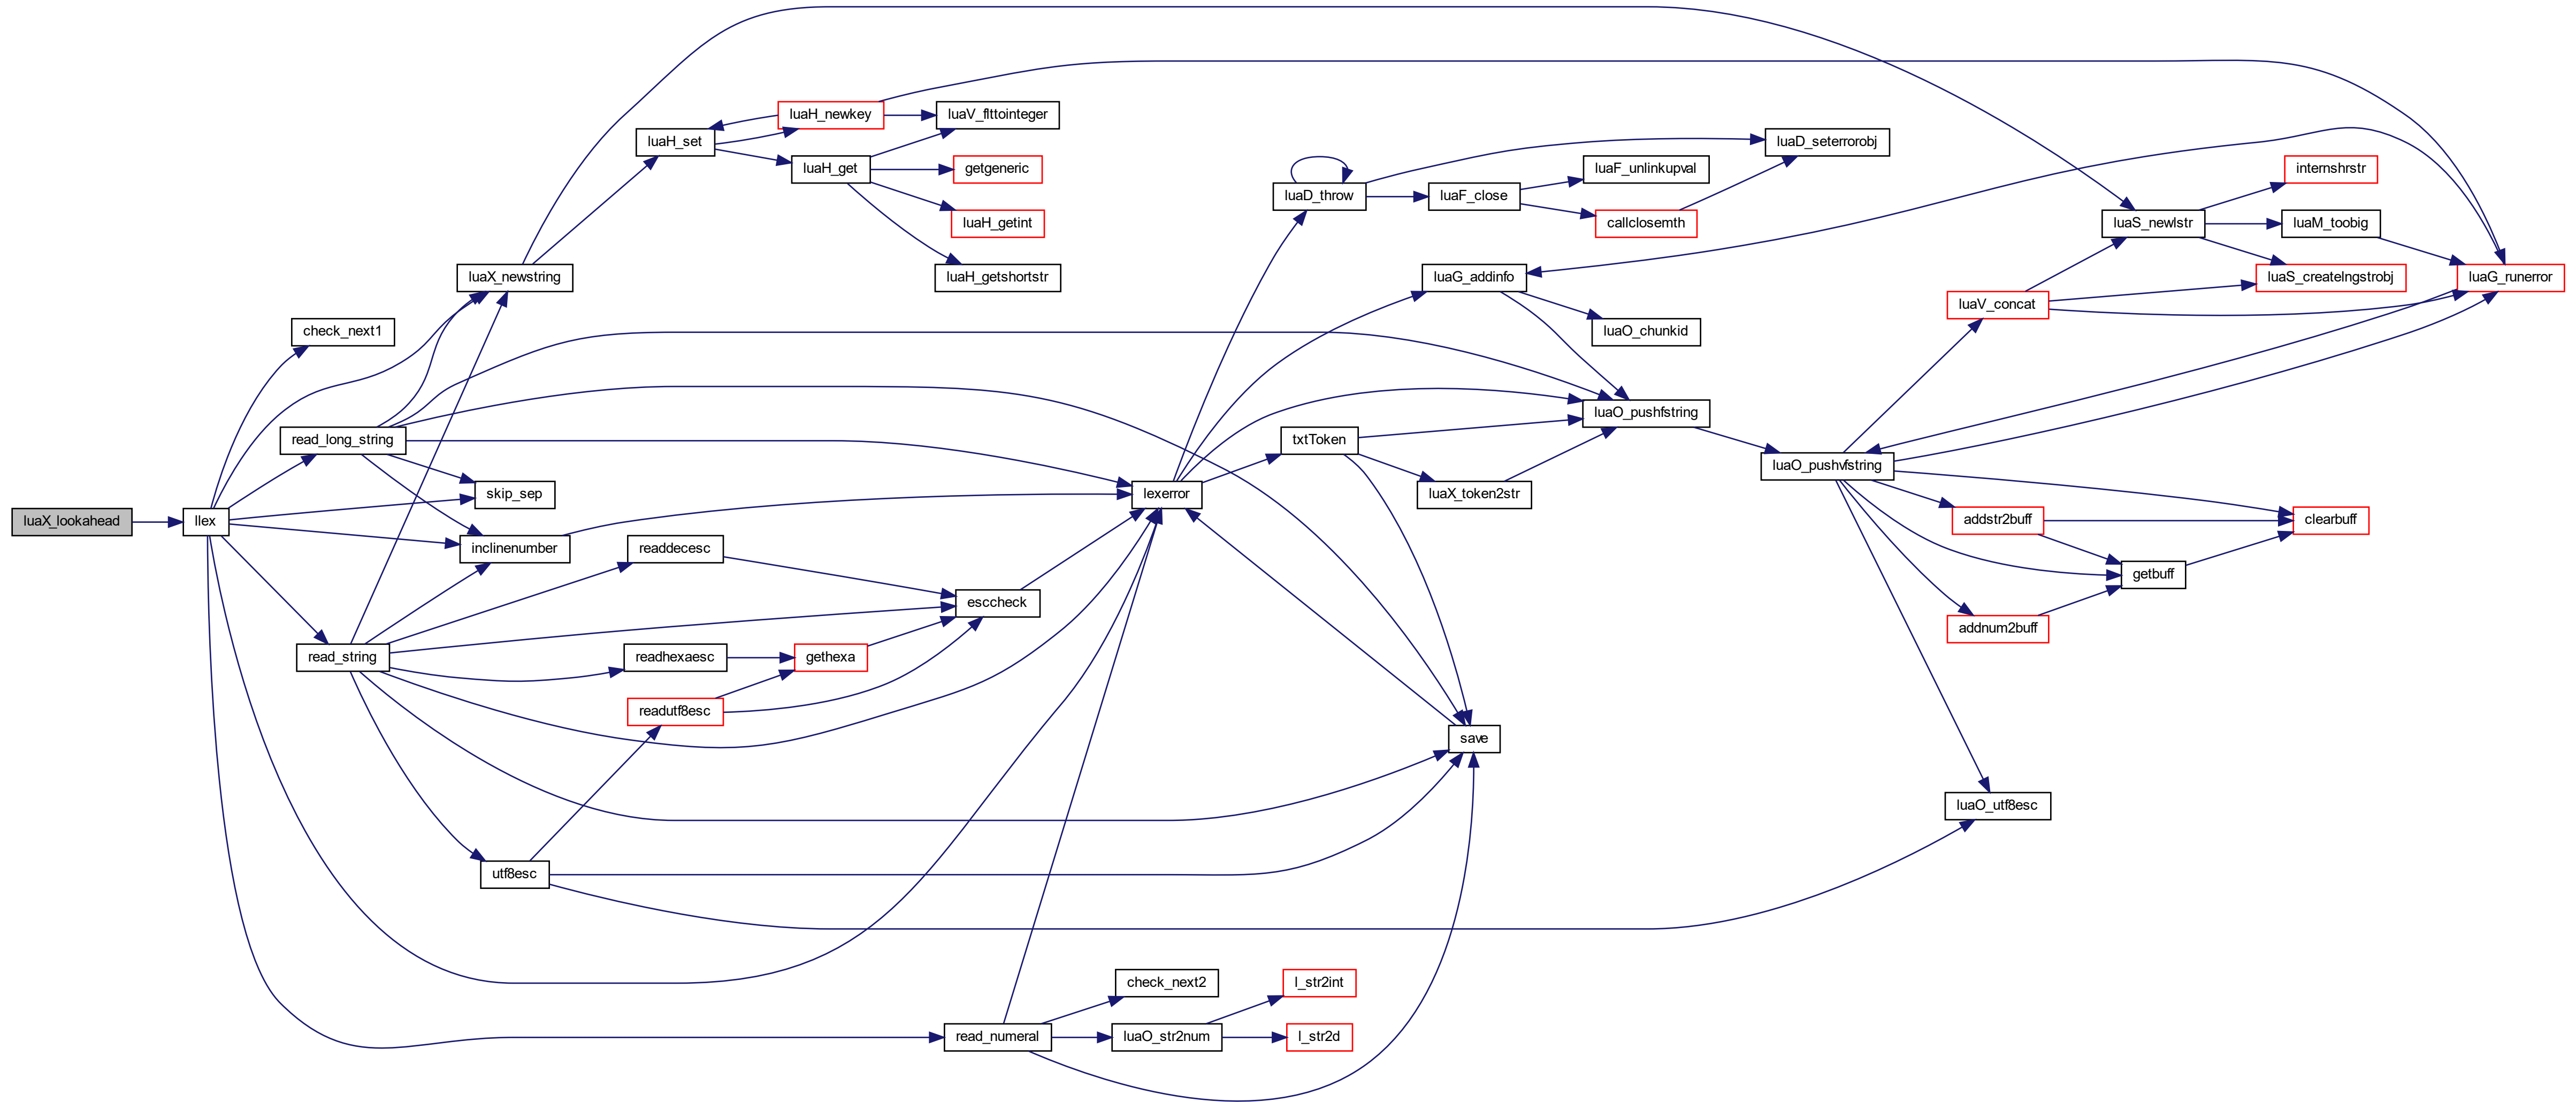 luaX_lookahead
llex
check_next1
read_long_string
read_string
luaX_newstring
skip_sep
inclinenumber
utf8esc
luaH_set
readdecesc
readhexaesc
readutf8esc
luaH_newkey
luaH_get
gethexa
luaV_flttointeger
getgeneric
luaH_getint
luaH_getshortstr
esccheck
read_numeral
lexerror
check_next2
luaO_str2num
luaD_throw
txtToken
l_str2int
l_str2d
luaF_close
luaG_addinfo
luaX_token2str
save
luaD_seterrorobj
luaF_unlinkupval
callclosemth
luaO_chunkid
luaO_pushfstring
luaO_pushvfstring
luaV_concat
addstr2buff
addnum2buff
luaO_utf8esc
luaS_newlstr
getbuff
internshrstr
luaM_toobig
luaS_createlngstrobj
clearbuff
luaG_runerror